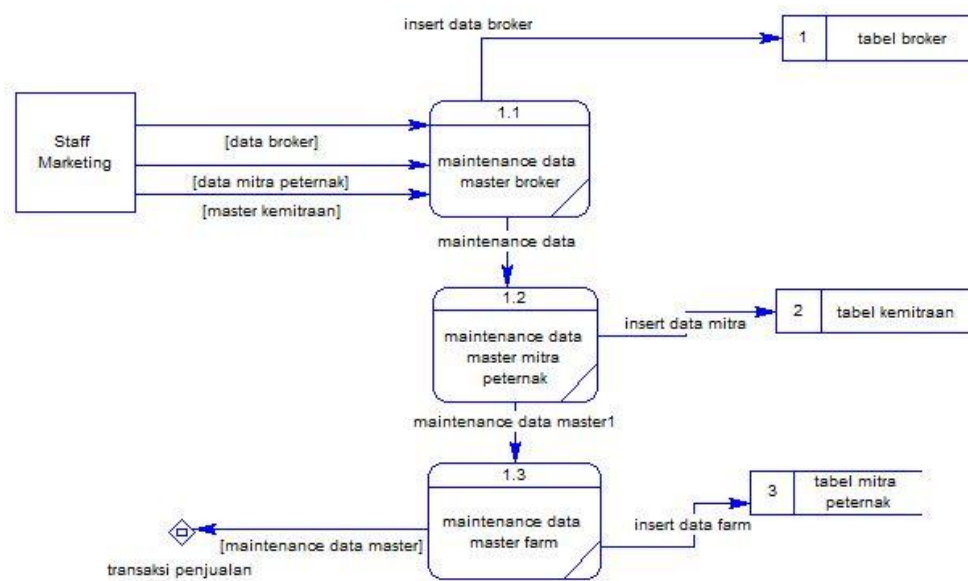 insert data broker
1
tabel broker
Staff
Marketing
[data broker]
[data mitra peternak]
[master kemitraan]
1.1
maintenance data
master broker
maintenance data
1.2
maintenance data
master mitra
peternak
insert data mitra
2
tabel kemitraan
maintenance data master1
1.3
maintenance data
master farm
3
tabel mitra
peternak
insert data farm
[maintenance data master]
transaksi penjualan